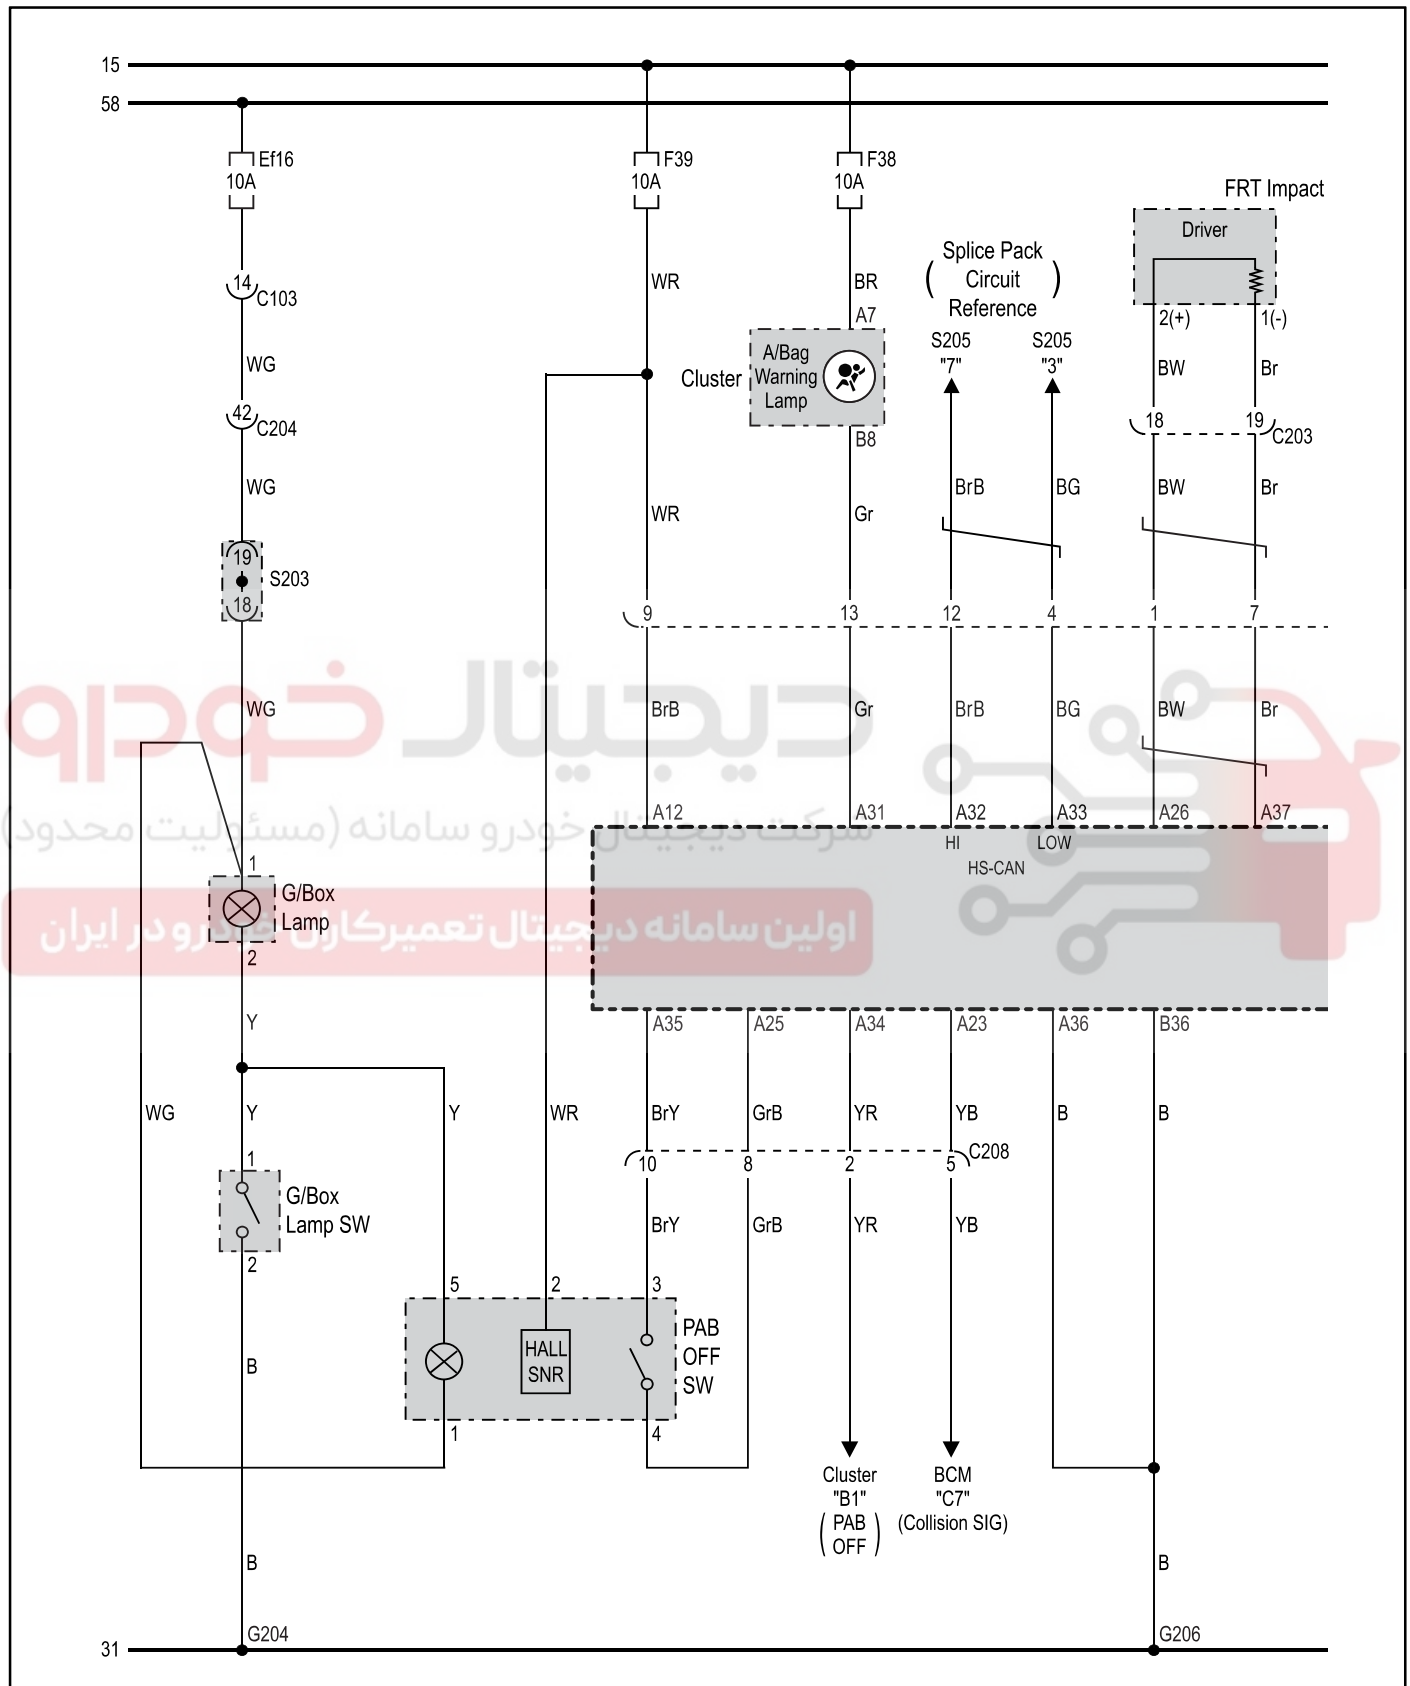 15
58
Ef16
10A
F39
10A
F38
10A
FRT Impact
Driver
2(+)
1(-)
14
C103
WR
BR
A7
Splice Pack
Circuit
Reference
S205
"7"
S205
"3"
WG
BW
Br
Cluster
A/Bag
Warning
Lamp
B8
42
C204
18
19
C203
WG
WR
Gr
BrB
BG
BW
Br
19
18
S203
9
13
12
4
1
7
WG
BrB
Gr
BrB
BG
BW
Br
دیجیتال خودرو
شرکت دیجیتال خودرو سامانه (مسئولیت محدود)
اولین سامانه دیجیتال تعمیرکاران خودرو در ایران
A12
A31
A32
A33
A26
A37
HI
LOW
HS-CAN
1
G/Box
Lamp
2
Y
A35
A25
A34
A23
A36
B36
WG
Y
Y
WR
BrY
GrB
YR
YB
B
B
10
8
2
5
C208
1
G/Box
Lamp SW
2
BrY
GrB
YR
YB
5
2
3
HALL
SNR
PAB
OFF
SW
1
4
B
Cluster
"B1"
(PAB
OFF)
BCM
"C7"
(Collision SIG)
B
B
31
G204
G206